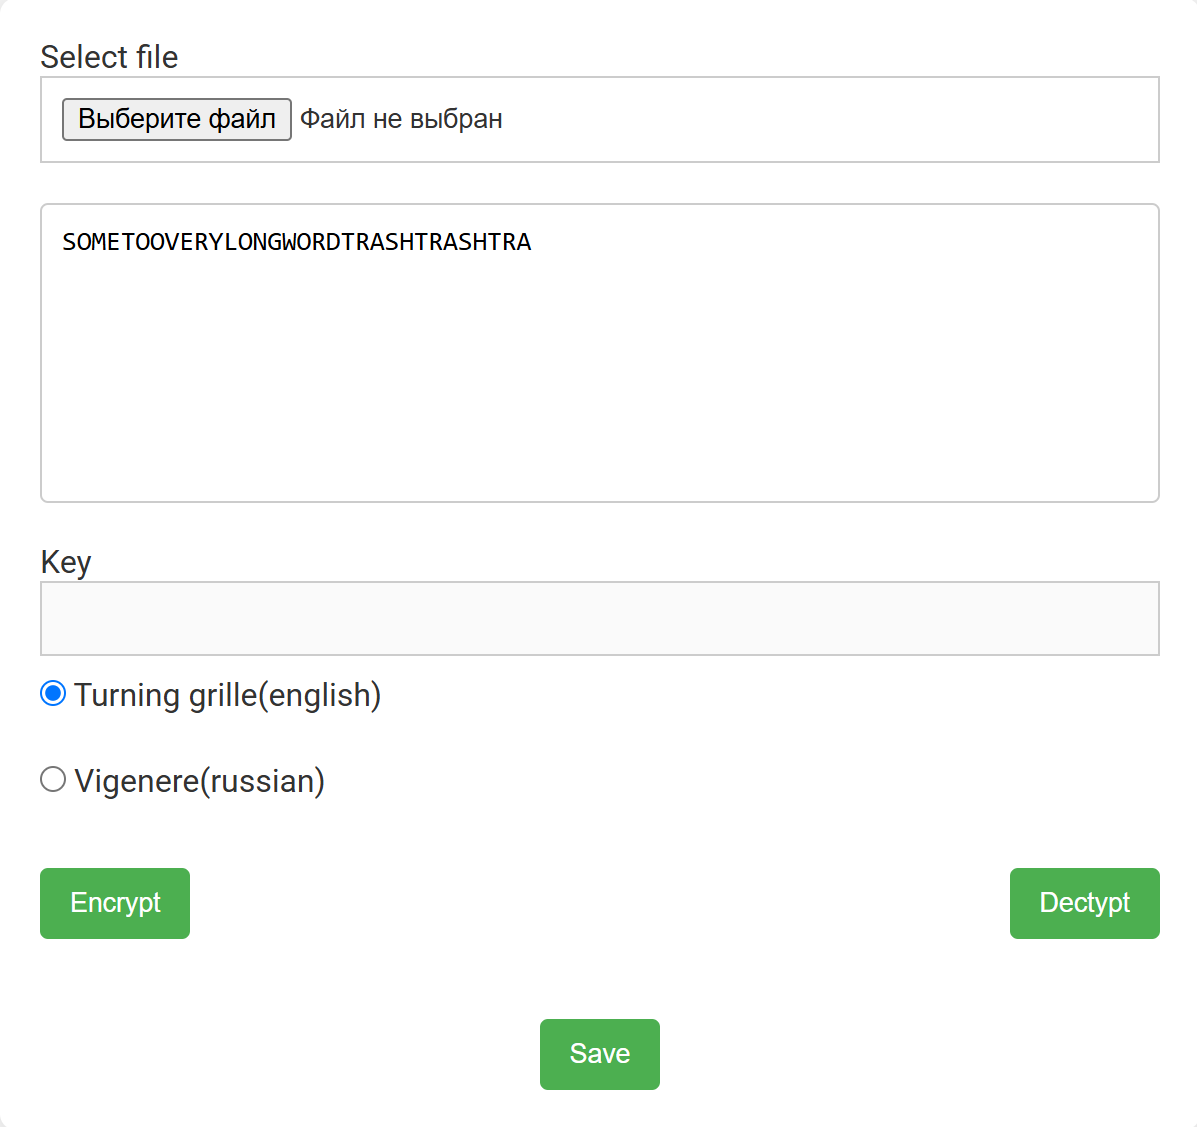 Select file
Выберите файл Файл не выбран
SOMETOOVERYLONGWORDTRASHTRASHTRA
Key
Turning grille(english)
Vigenere(russian)
Encrypt Dectypt
Save